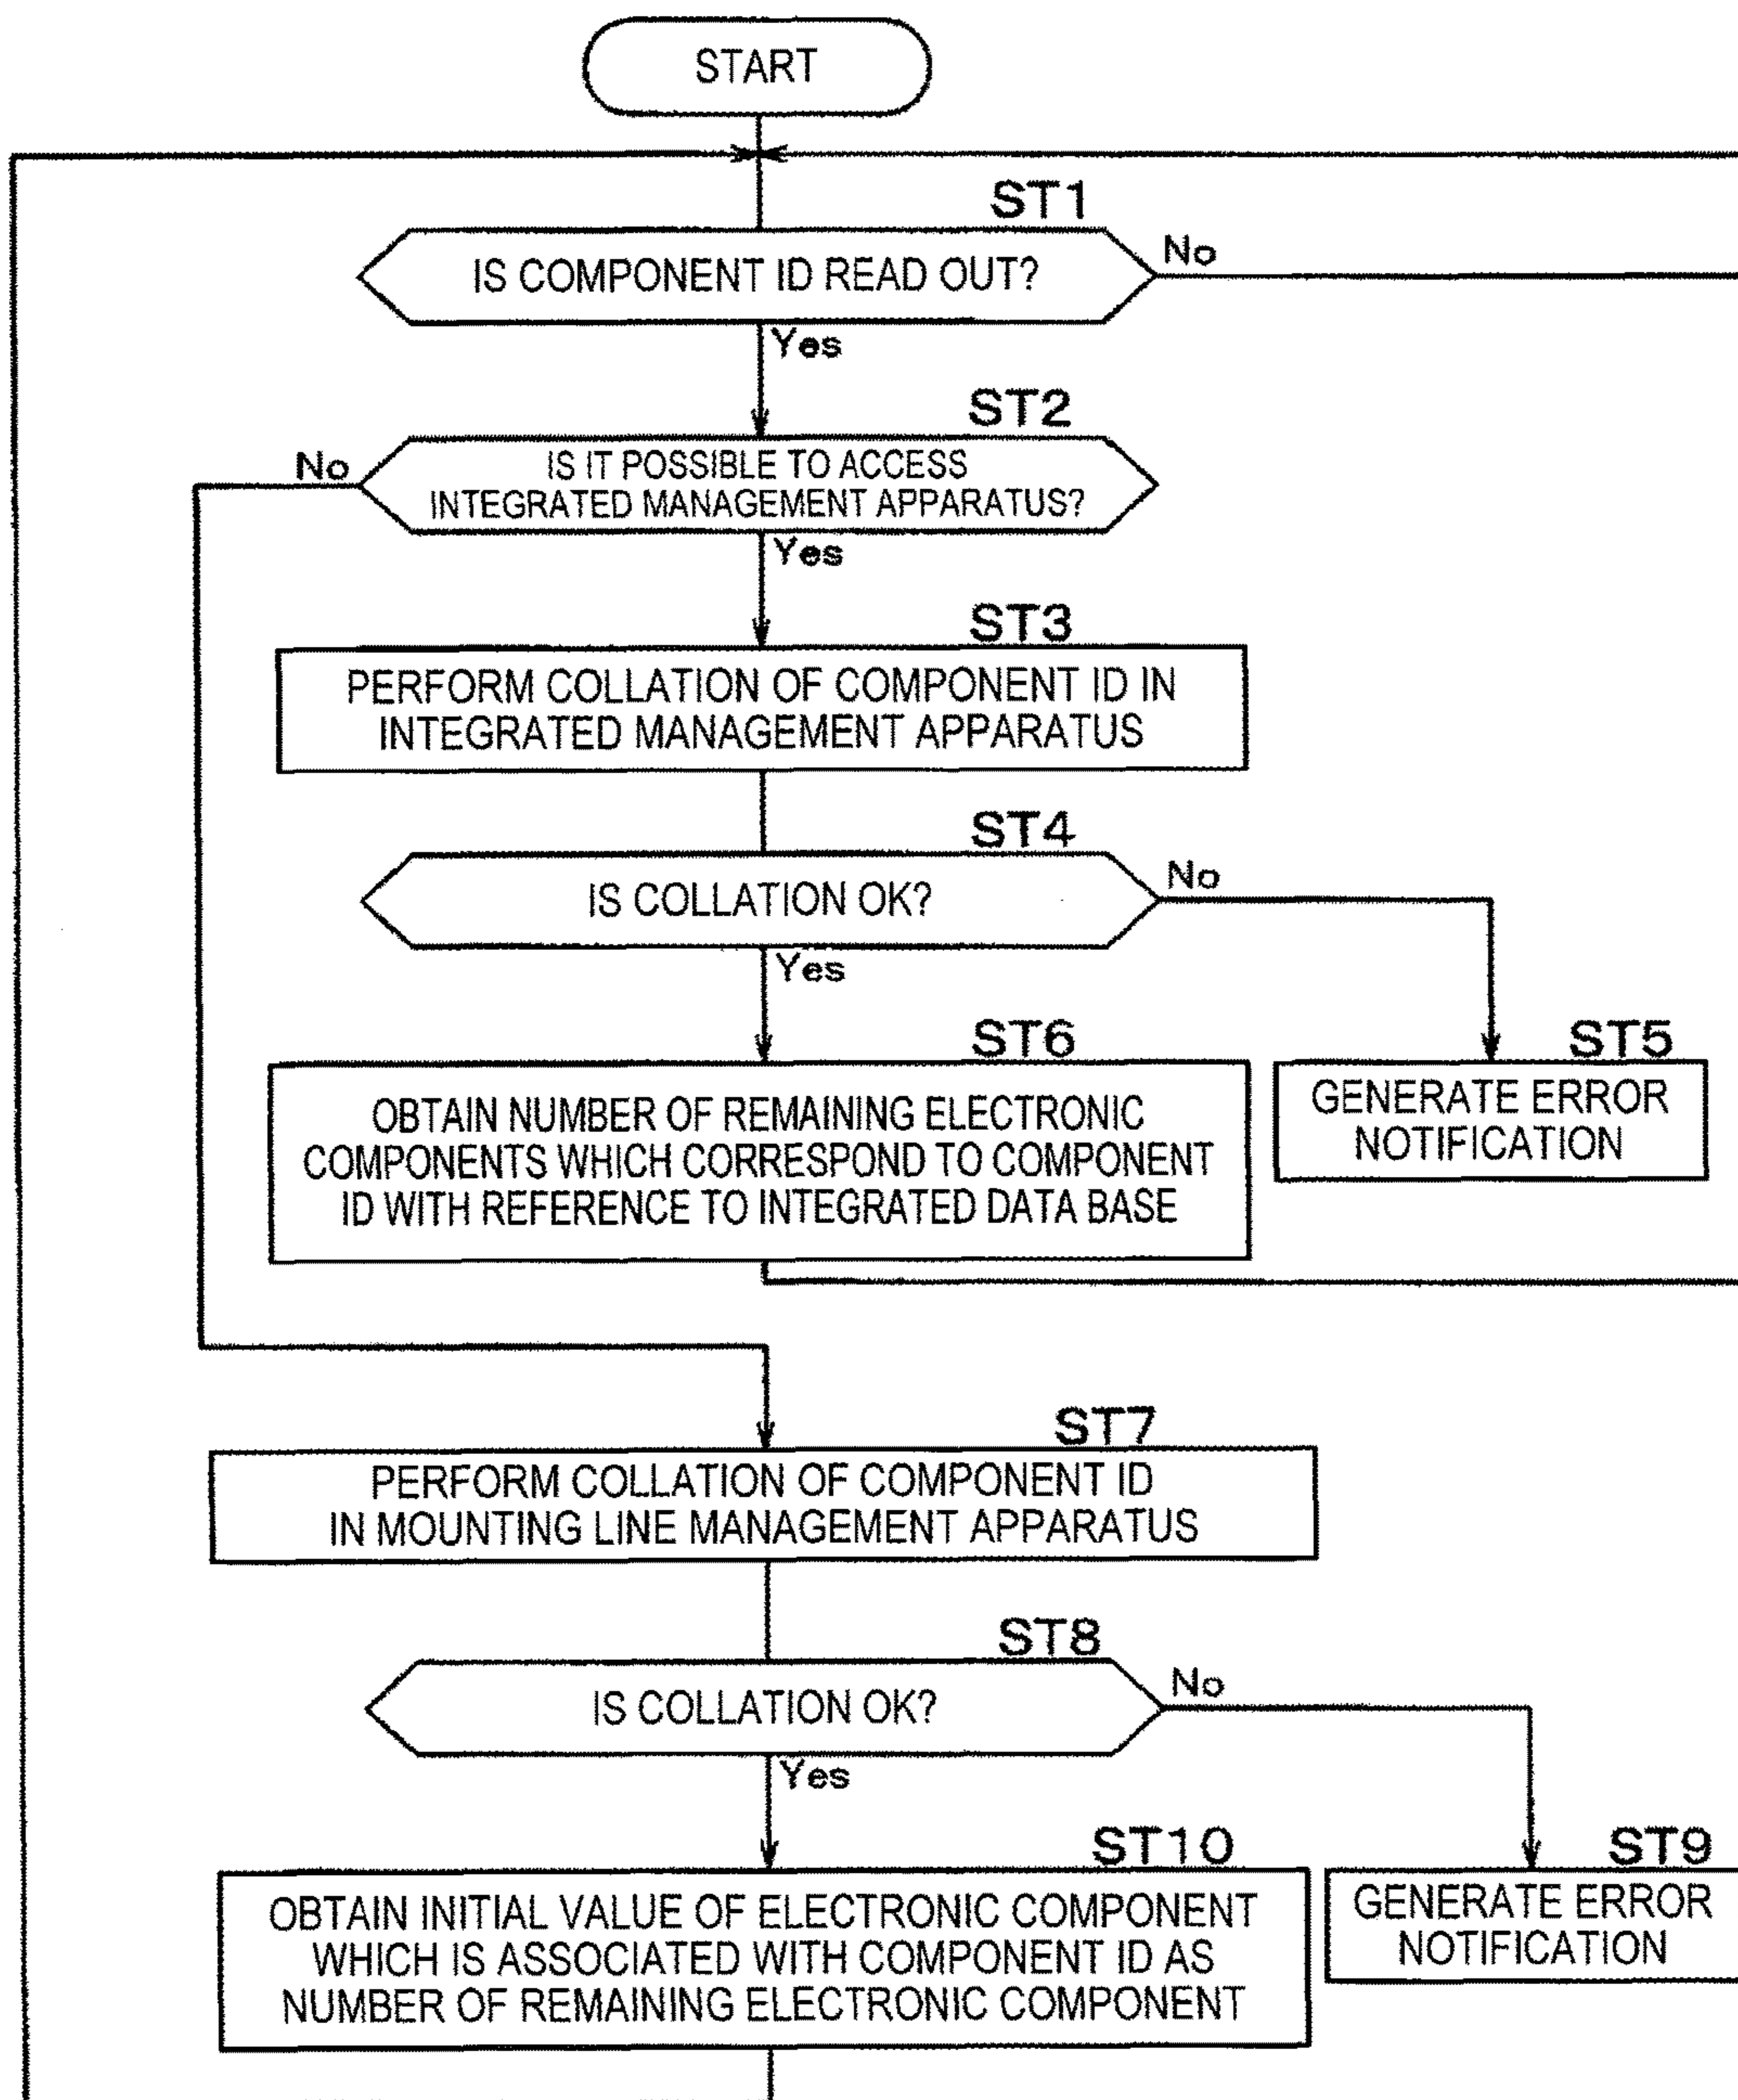 START
ST1
IS COMPONENT ID READ OUT?
No
Yes
ST2
No
IS IT POSSIBLE TO ACCESS
INTEGRATED MANAGEMENT APPARATUS?
Yes
ST3
PERFORM COLLATION OF COMPONENT ID IN
INTEGRATED MANAGEMENT APPARATUS
ST4
IS COLLATION OK?
No
Yes
ST6
OBTAIN NUMBER OF REMAINING ELECTRONIC
COMPONENTS WHICH CORRESPOND TO COMPONENT
ID WITH REFERENCE TO INTEGRATED DATA BASE
ST5
GENERATE ERROR
NOTIFICATION
ST7
PERFORM COLLATION OF COMPONENT ID
IN MOUNTING LINE MANAGEMENT APPARATUS
ST8
IS COLLATION OK?
No
Yes
ST10
OBTAIN INITIAL VALUE OF ELECTRONIC COMPONENT
WHICH IS ASSOCIATED WITH COMPONENT ID AS
NUMBER OF REMAINING ELECTRONIC COMPONENT
ST9
GENERATE ERROR
NOTIFICATION